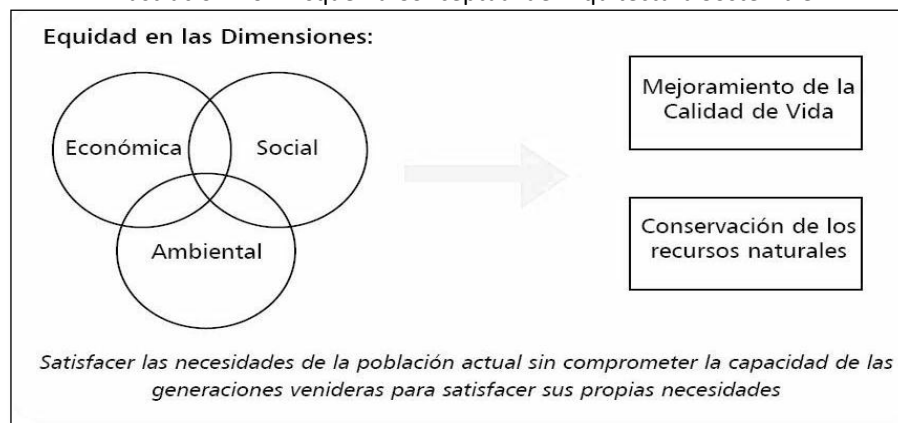 Equidad en las Dimensiones:
Económica
Social
Ambiental
Mejoramiento de la
Calidad de Vida
Conservación de los
recursos naturales
Satisfacer las necesidades de la población actual sin comprometer la capacidad de las
generaciones venideras para satisfacer sus propias necesidades